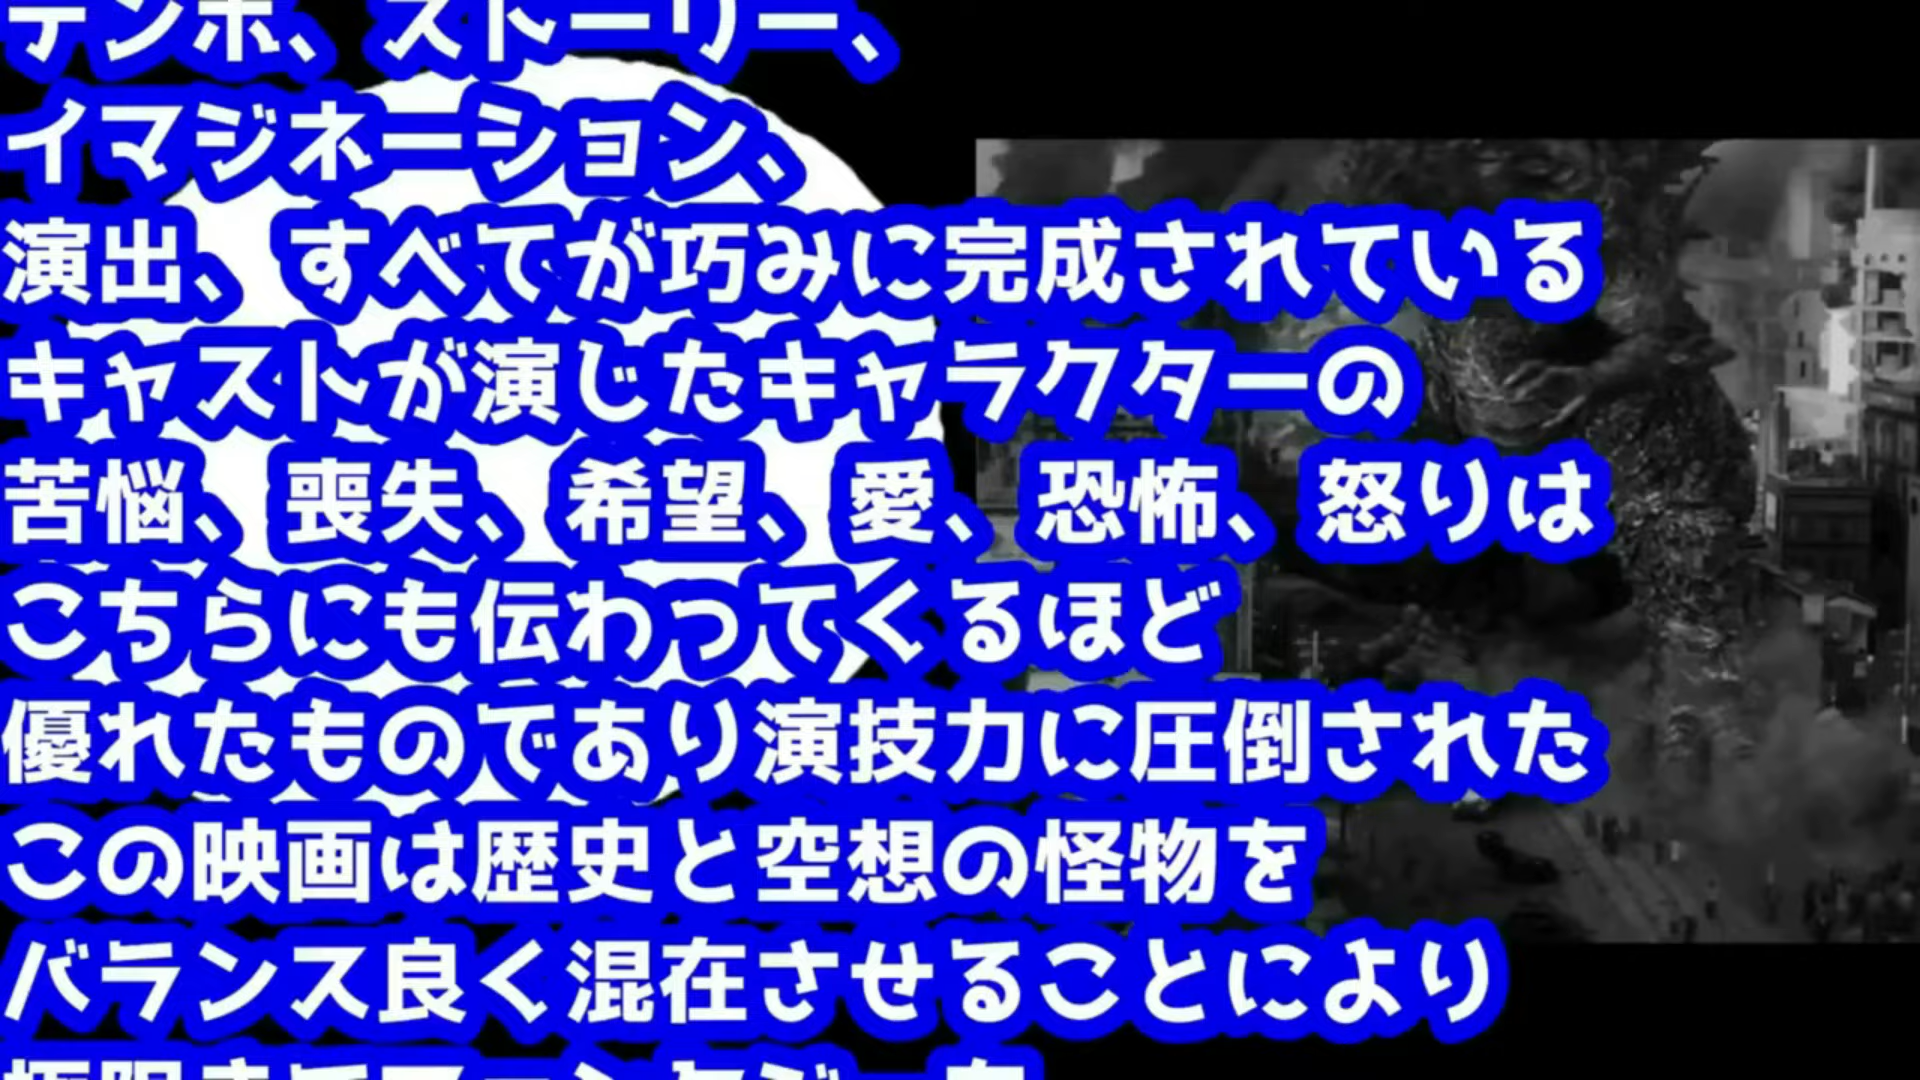 テンポ、ストーリー、
イマジネーション、
演出、すべてが巧みに完成されている
キャストが演じたキャラクターの
苦悩、喪失、希望、愛、恐怖、怒りは
こちらにも伝わってくるほど
優れたものであり演技力に圧倒された
この映画は歴史と空想の怪物を
バランス良く混在させることにより